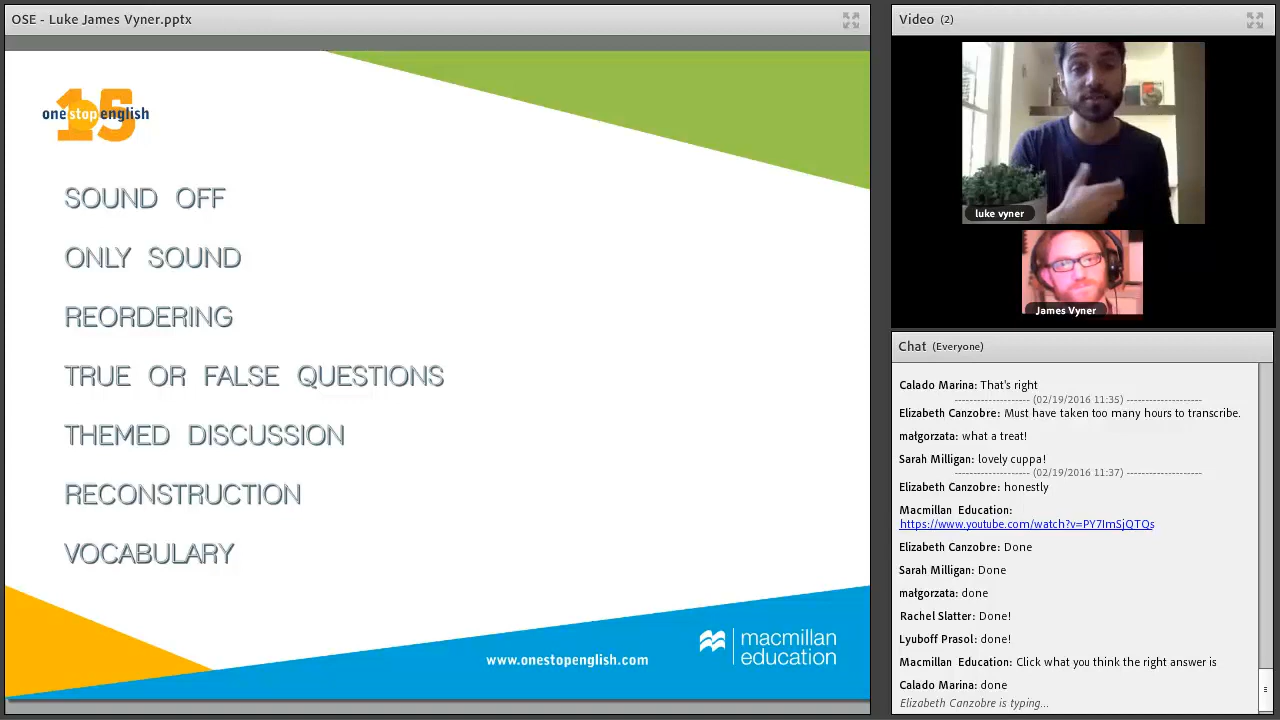 OSE - Luke James Vyner.pptx
15
one stop english
SOUND OFF
ONLY SOUND
REORDERING
TRUE OR FALSE QUESTIONS
THEMED DISCUSSION
RECONSTRUCTION
VOCABULARY
www.onestopenglish.com
macmillan
education
Video (2)
luke vyner
James Vyner
Chat (Everyone)
Calado Marina: That's right
-------------------- (02/19/2016 11:35) --------------------
Elizabeth Canzobre: Must have taken too many hours to transcribe.
małgorzata: what a treat!
Sarah Milligan: lovely cuppa!
-------------------- (02/19/2016 11:37) --------------------
Elizabeth Canzobre: honestly
Macmillan Education:
https://www.youtube.com/watch?v=PY7ImSjQTQs
Elizabeth Canzobre: Done
Sarah Milligan: Done
małgorzata: done
Rachel Slatter: Done!
Lyuboff Prasol: done!
Macmillan Education: Click what you think the right answer is
Calado Marina: done
Elizabeth Canzobre is typing...